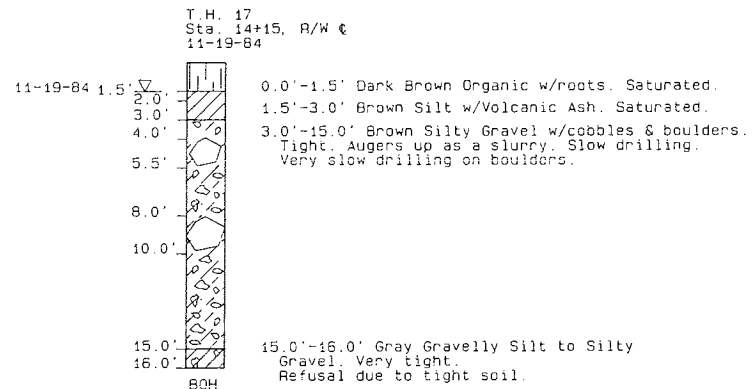 T.H. 17
Sta. 14+15, R/W ℄
11-19-84
11-19-84 1.5'
0.0'-1.5' Dark Brown Organic w/roots. Saturated.
2.0'
1.5'-3.0' Brown Silt w/Volcanic Ash. Saturated.
3.0'
3.0'-15.0' Brown Silty Gravel w/cobbles & boulders.
4.0'
Tight. Augers up as a slurry. Slow drilling.
5.5'
Very slow drilling on boulders.
8.0'
10.0'
15.0'
15.0'-16.0' Gray Gravelly Silt to Silty
16.0'
Gravel. Very tight.
Refusal due to tight soil.
BOH